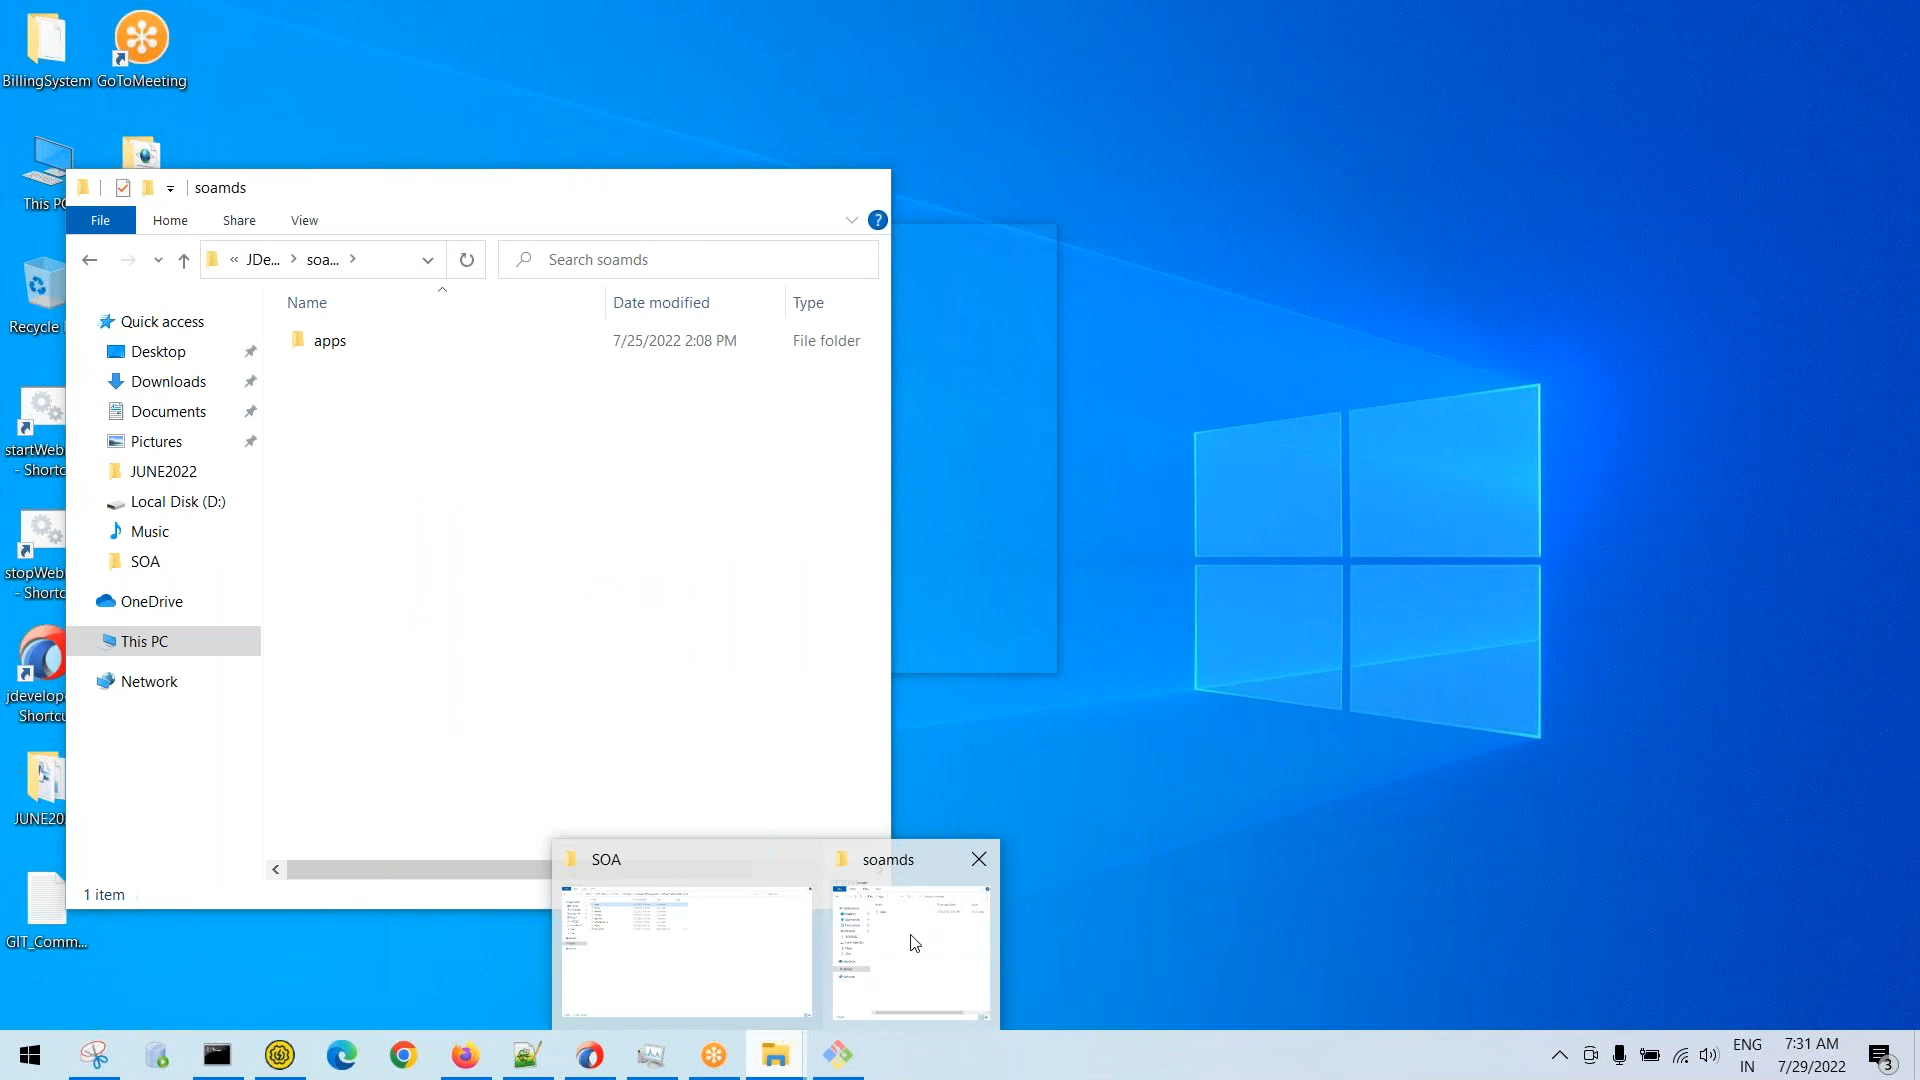 BillingSystem
GoToMeeting
This PC
Recycle
startWeb
- Shortc
stopWeb
- Shortc
jdevelop
Shortcu
JUNE20
GIT_Comm...
soamds
File
Home
Share
View
?
« JDe... > soa... >
Search soamds
Name
Date modified
Type
apps
7/25/2022 2:08 PM
File folder
Quick access
Desktop
Downloads
Documents
Pictures
JUNE2022
Local Disk (D:)
Music
SOA
OneDrive
This PC
Network
1 item
SOA
soamds
ENG
IN
7:31 AM
7/29/2022
3